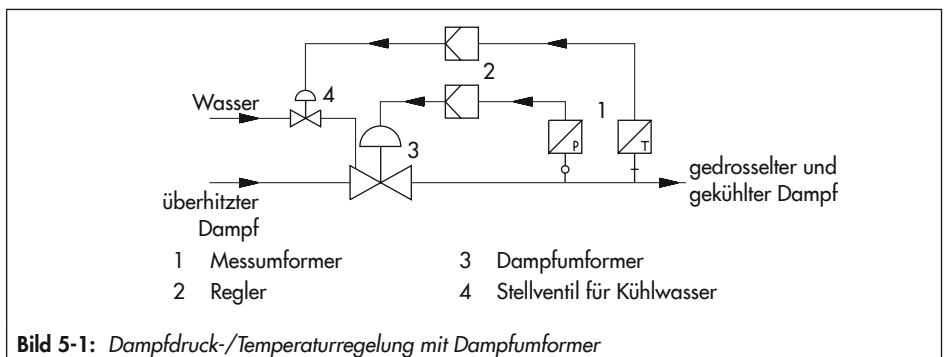 2
4
Wasser
1
3
P
T
gedrosselter und
gekühlter Dampf
überhitzter
Dampf
1 Messumformer
3 Dampfumformer
2 Regler
4 Stellventil für Kühlwasser
Bild 5-1: Dampfdruck-/Temperaturregelung mit Dampfumformer